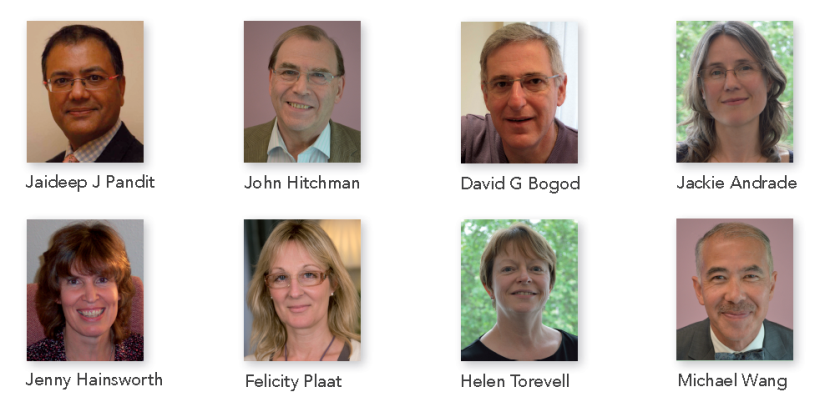 Jaideep J Pandit
John Hitchman
David G Bogod
Jackie Andrade
Jenny Hainsworth
Felicity Plaat
Helen Torevell
Michael Wang